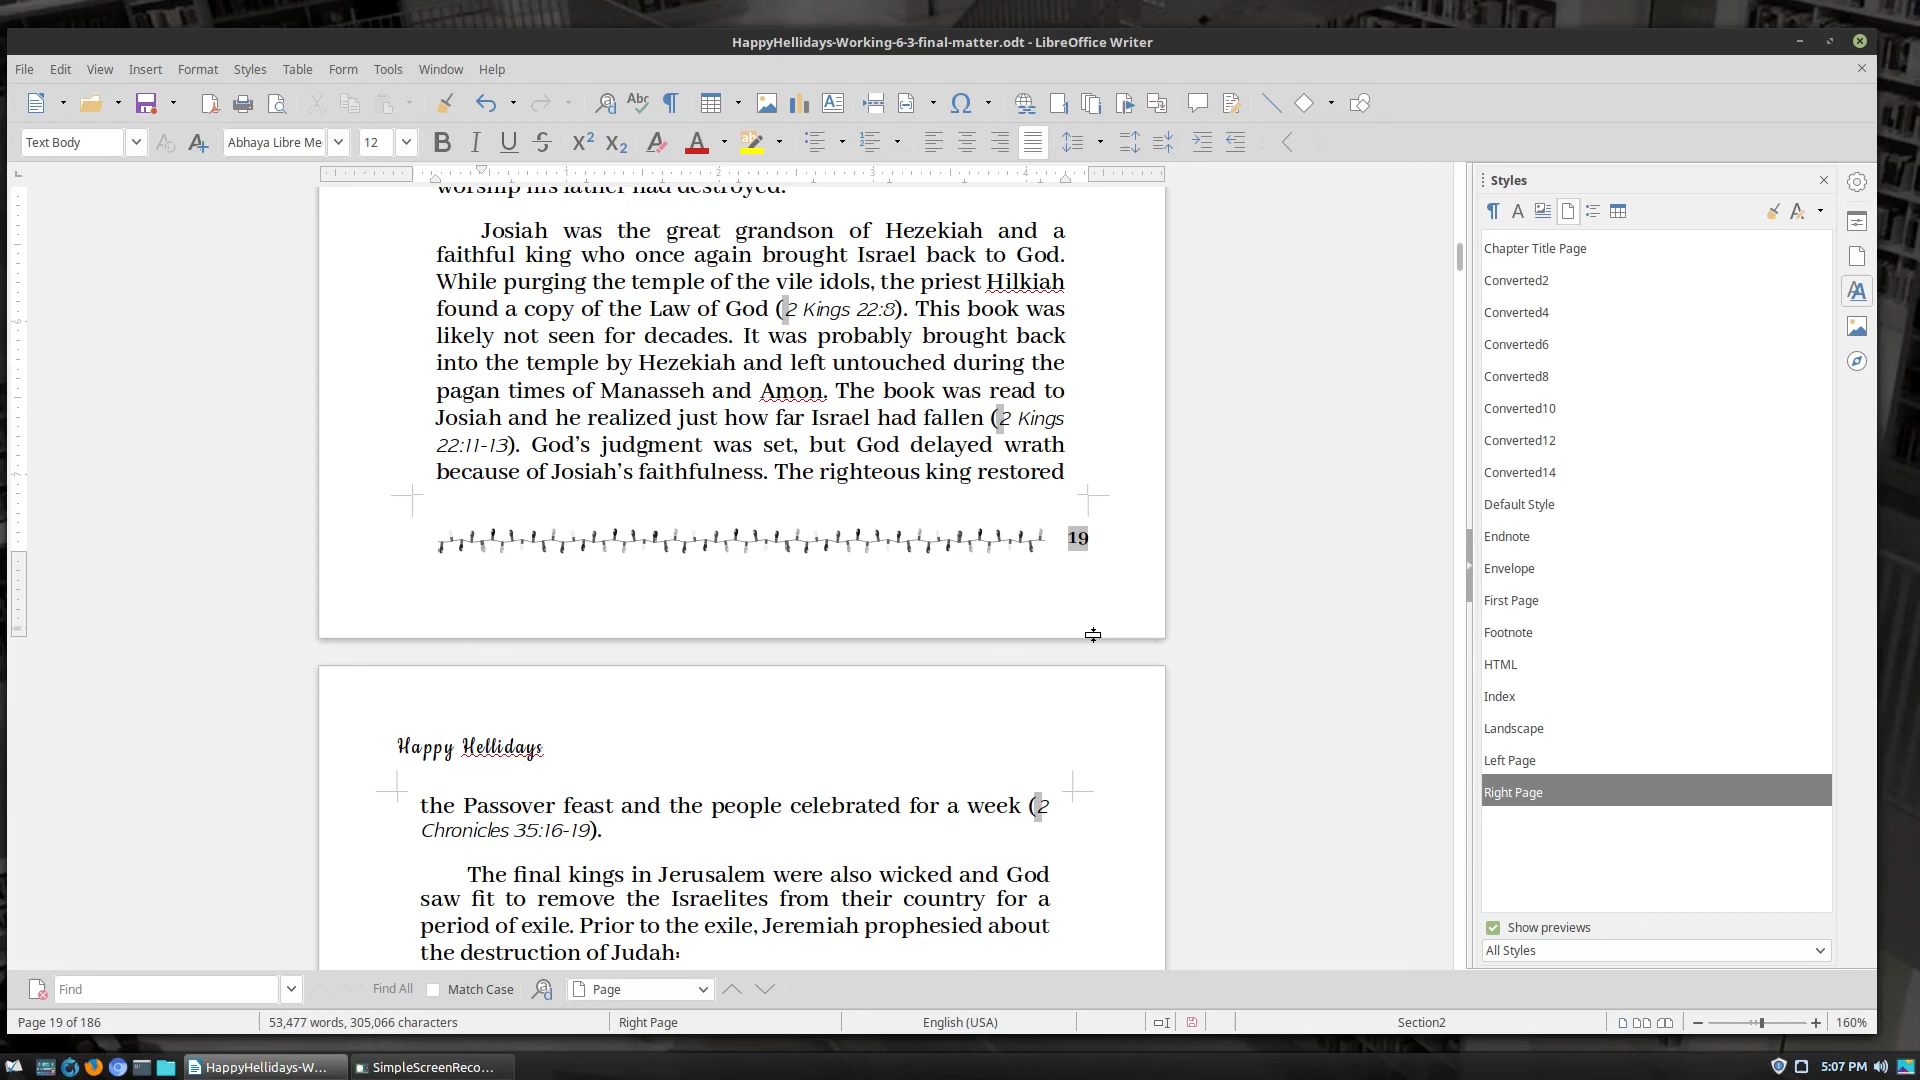 HappyHellidays-Working-6-3-final-matter.odt - LibreOffice Writer
File Edit View Insert Format Styles Table Form Tools Window Help
Text Body Abhaya Libre Me 12
1 2 3 4
worship his father had destroyed.
Josiah was the great grandson of Hezekiah and a
faithful king who once again brought Israel back to God.
While purging the temple of the vile idols, the priest Hilkiah
found a copy of the Law of God (2 Kings 22:8). This book was
likely not seen for decades. It was probably brought back
into the temple by Hezekiah and left untouched during the
pagan times of Manasseh and Amon. The book was read to
Josiah and he realized just how far Israel had fallen (2 Kings
22:11-13). God’s judgment was set, but God delayed wrath
because of Josiah’s faithfulness. The righteous king restored
19
Happy Hellidays
the Passover feast and the people celebrated for a week (2
Chronicles 35:16-19).
The final kings in Jerusalem were also wicked and God
saw fit to remove the Israelites from their country for a
period of exile. Prior to the exile, Jeremiah prophesied about
the destruction of Judah:
Styles
Chapter Title Page
Converted2
Converted4
Converted6
Converted8
Converted10
Converted12
Converted14
Default Style
Endnote
Envelope
First Page
Footnote
HTML
Index
Landscape
Left Page
Right Page
Show previews
All Styles
Find Find All Match Case Page
Page 19 of 186 53,477 words, 305,066 characters Right Page English (USA) Section2 160%
HappyHellidays-W... SimpleScreenReco... 5:07 PM